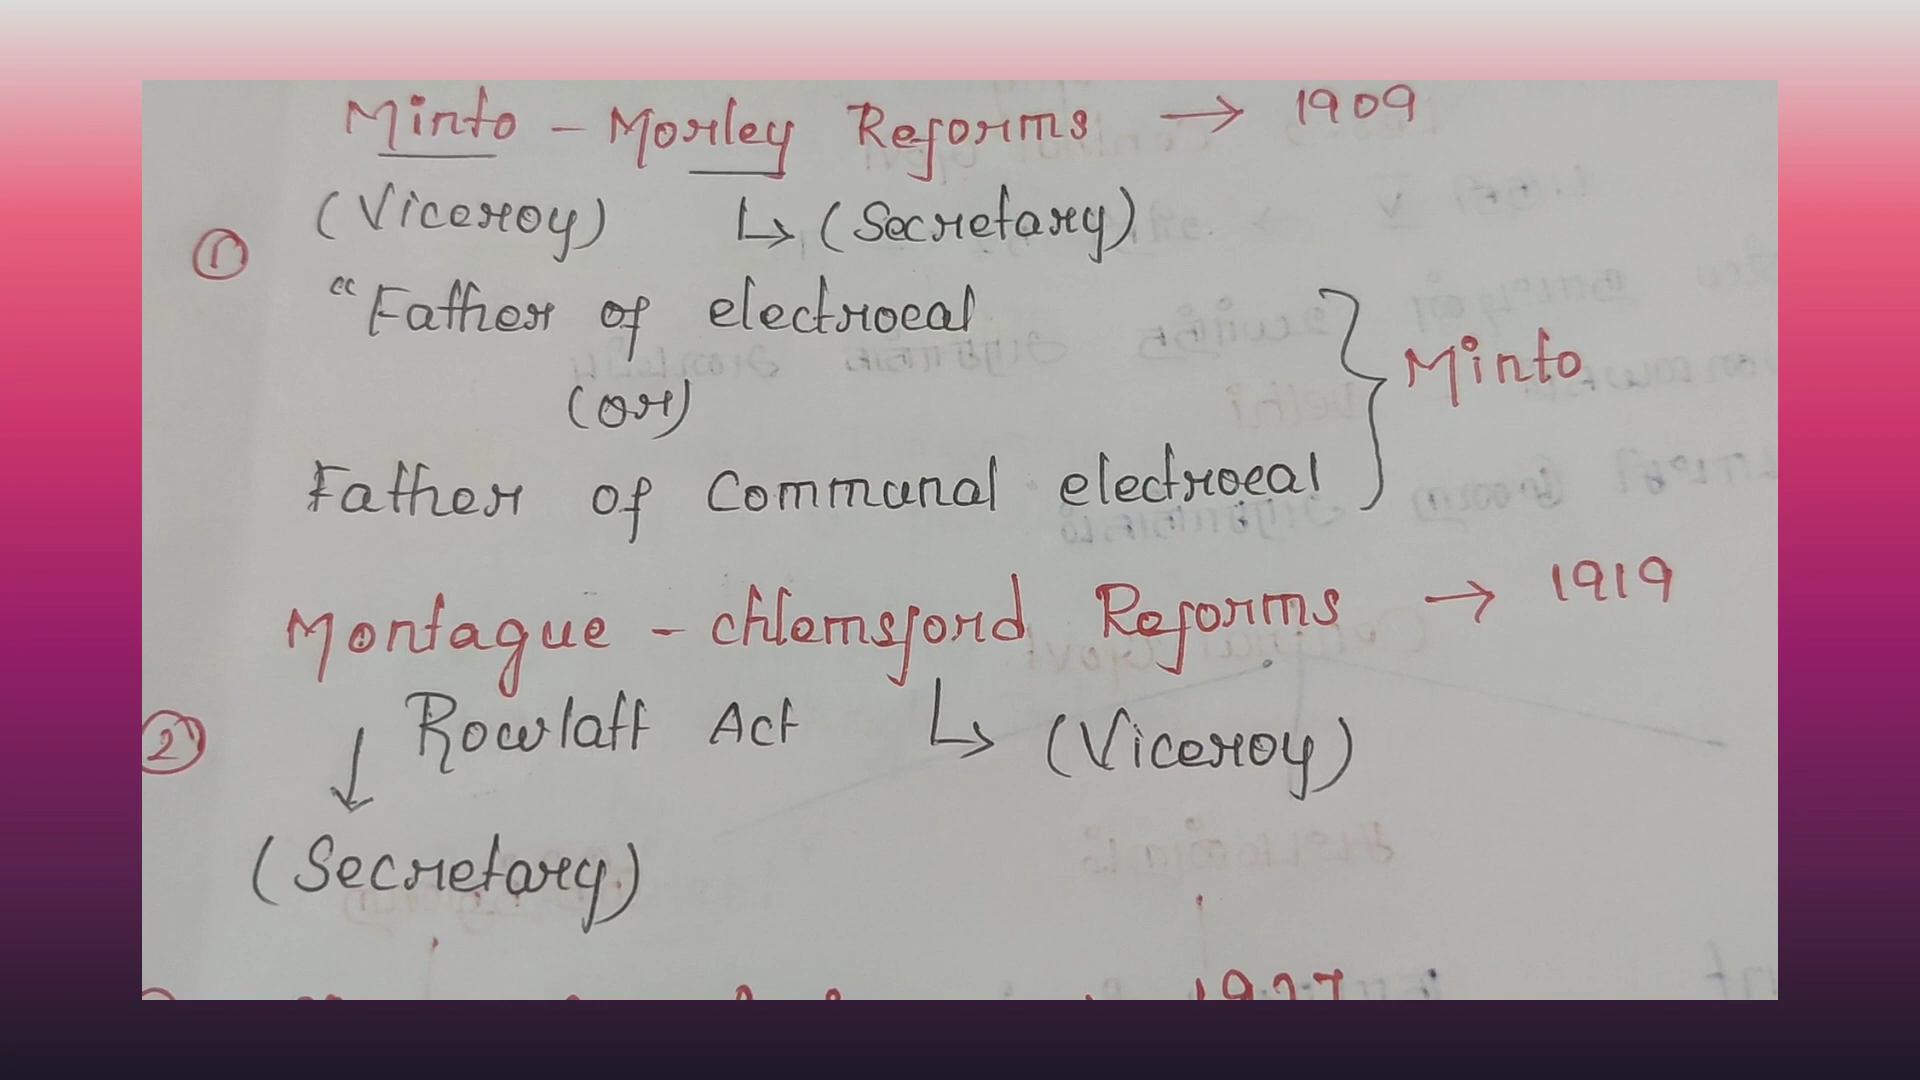 Minto - Morley Reforms → 1909
(Viceroy) ↳ (Secretary)
①
"Father of electroeal
(or)
Father of Communal electroeal } Minto
Montague - chlemsford Reforms → 1919
② ↓ Rowlatt Act ↳ (Viceroy)
(Secretary)